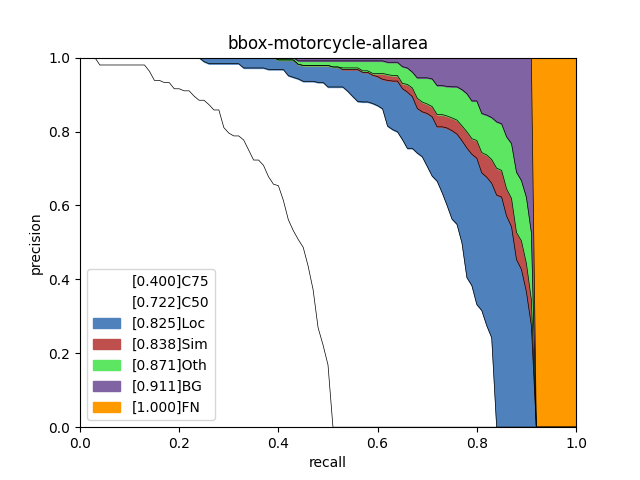 bbox-motorcycle-allarea
1.0
0.8
0.6
0.4
0.2
0.0
precision
[0.400]C75
[0.722]C50
[0.825]Loc
[0.838]Sim
[0.871]Oth
[0.911]BG
[1.000]FN
0.0 0.2 0.4 0.6 0.8 1.0
recall